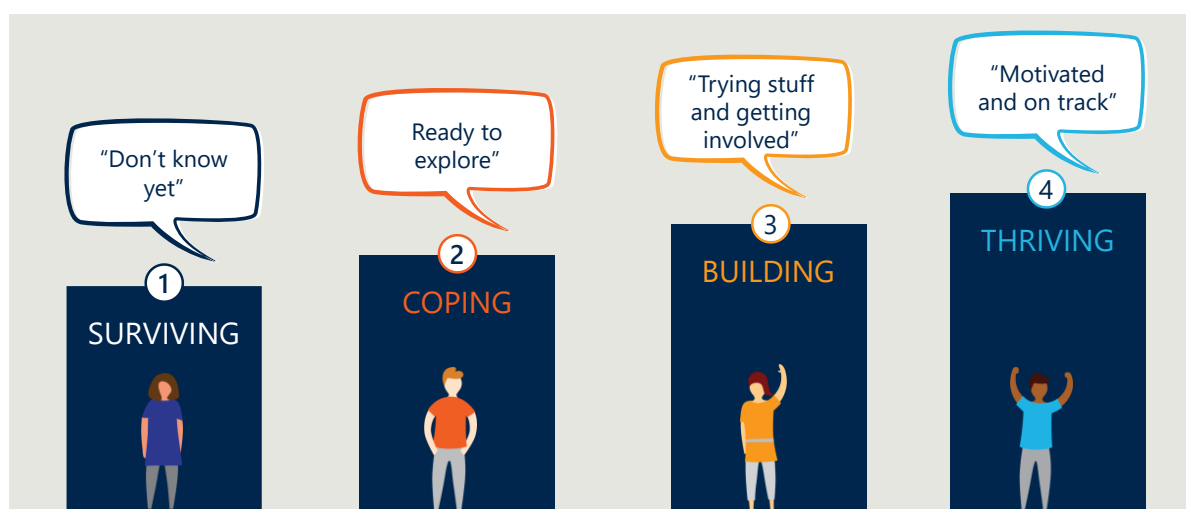 “Don’t know
yet”
1
SURVIVING
Ready to
explore”
2
COPING
“Trying stuff
and getting
involved”
3
BUILDING
“Motivated
and on track”
4
THRIVING